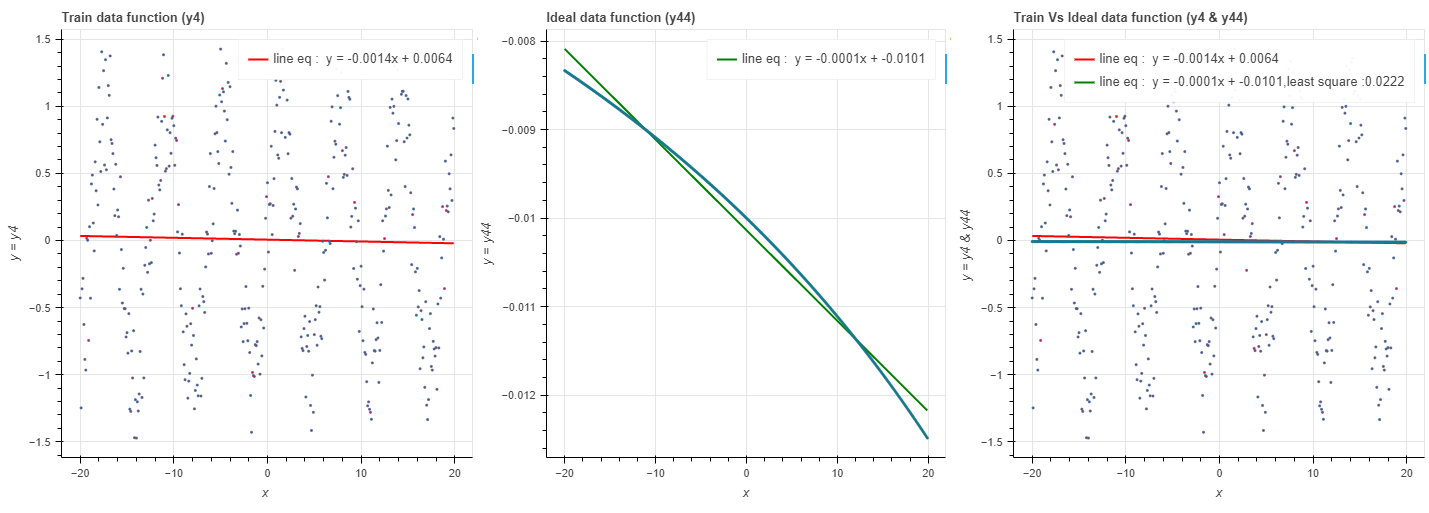 Train data function (y4)
line eq : y = -0.0014x + 0.0064
1.5
1
0.5
0
−0.5
−1
−1.5
y = y4
−20
−10
0
10
20
x
Ideal data function (y44)
line eq : y = -0.0001x + -0.0101
−0.008
−0.009
−0.01
−0.011
−0.012
y = y44
−20
−10
0
10
20
x
Train Vs Ideal data function (y4 & y44)
line eq : y = -0.0014x + 0.0064
line eq : y = -0.0001x + -0.0101,least square :0.0222
1.5
1
0.5
0
−0.5
−1
−1.5
y = y4 & y44
−20
−10
0
10
20
x